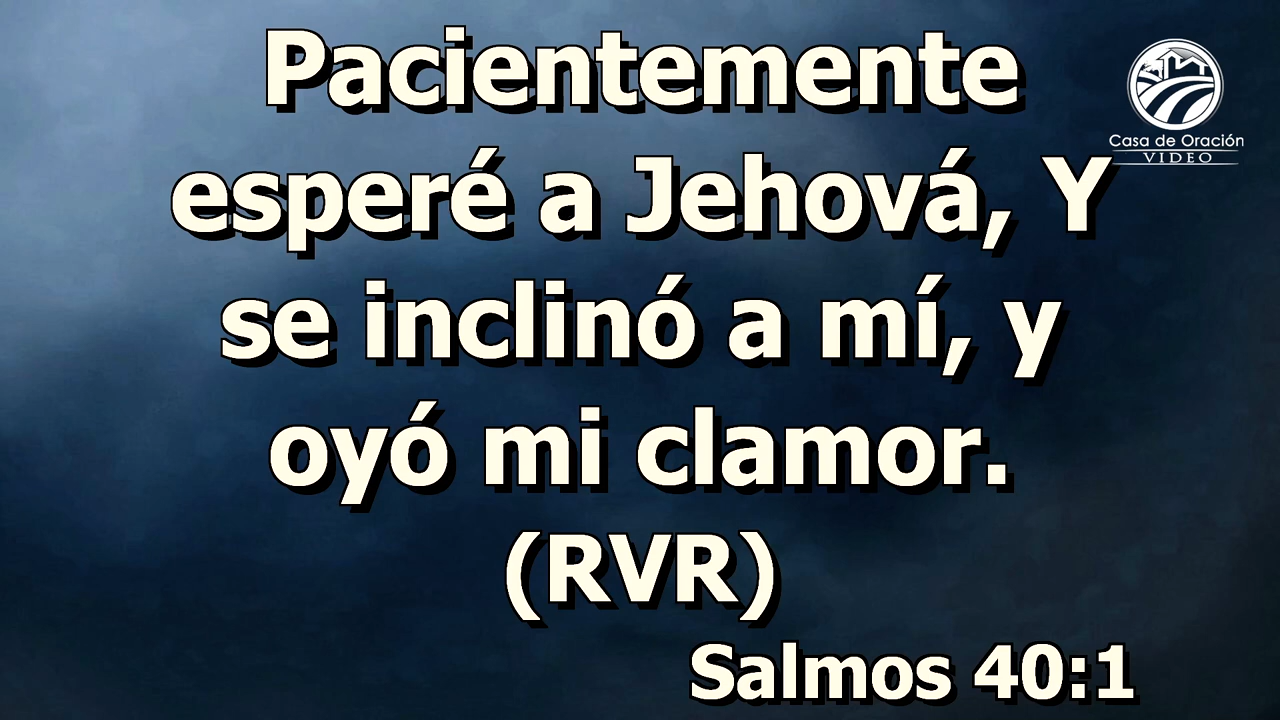 Pacientemente
esperé a Jehová, Y
se inclinó a mí, y
oyó mi clamor.
(RVR)
Salmos 40:1
Casa de Oración
VIDEO